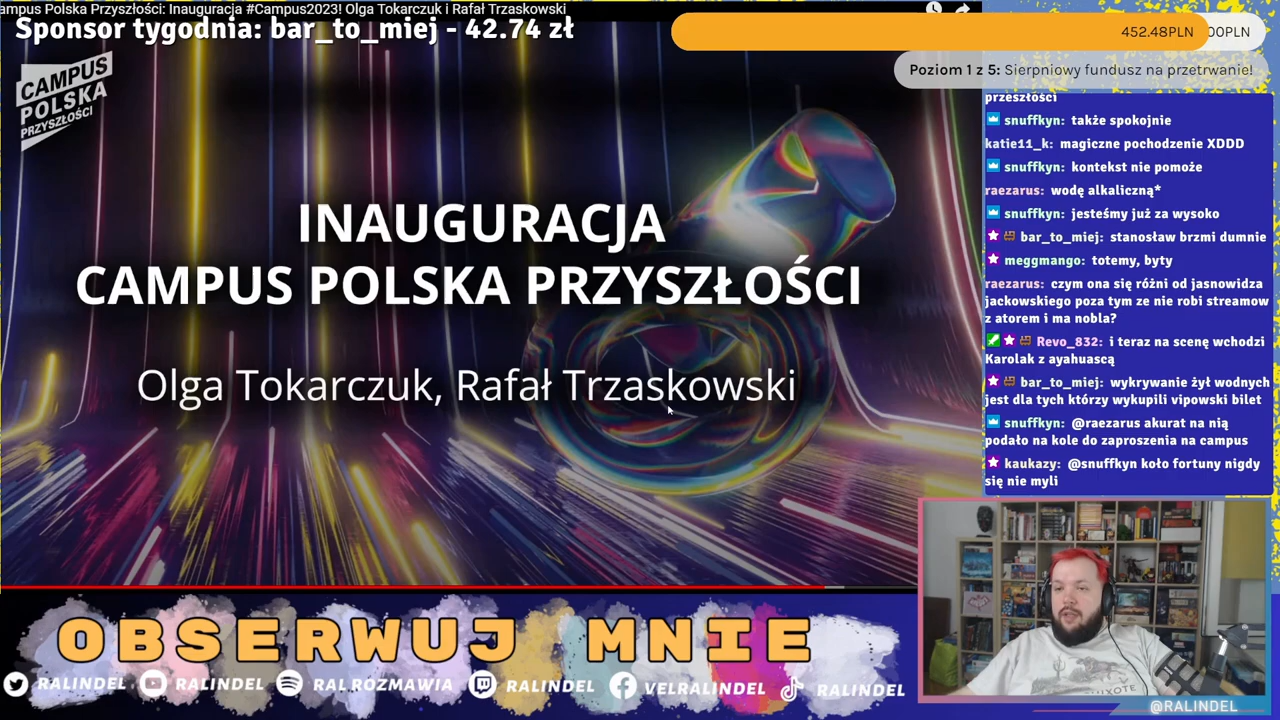 ampus Polska Przyszłości: Inauguracja #Campus2023! Olga Tokarczuk i Rafał Trzaskowski
Sponsor tygodnia: bar_to_miej - 42.74 zł
452.48PLN
00PLN
Poziom 1 z 5: Sierpniowy fundusz na przetrwanie!
CAMPUS
POLSKA
PRZYSZŁOŚCI
INAUGURACJA
CAMPUS POLSKA PRZYSZŁOŚCI
Olga Tokarczuk, Rafał Trzaskowski
przeszłości
snuffkyn: także spokojnie
katie11_k: magiczne pochodzenie XDDD
snuffkyn: kontekst nie pomoże
raezarus: wodę alkaliczną*
snuffkyn: jesteśmy już za wysoko
bar_to_miej: stanosław brzmi dumnie
meggmango: totemy, byty
raezarus: czym ona się różni od jasnowidza
jackowskiego poza tym ze nie robi streamow
z atorem i ma nobla?
Revo_832: i teraz na scenę wchodzi
Karolak z ayahuascą
bar_to_miej: wykrywanie żył wodnych
jest dla tych którzy wykupili vipowski bilet
snuffkyn: @raezarus akurat na nią
podało na kole do zaproszenia na campus
kaukazy: @snuffkyn koło fortuny nigdy
się nie myli
OBSERWUJ MNIE
RALINDEL
RALINDEL
RALROZMAWIA
RALINDEL
VELRALINDEL
RALINDEL
@RALINDEL